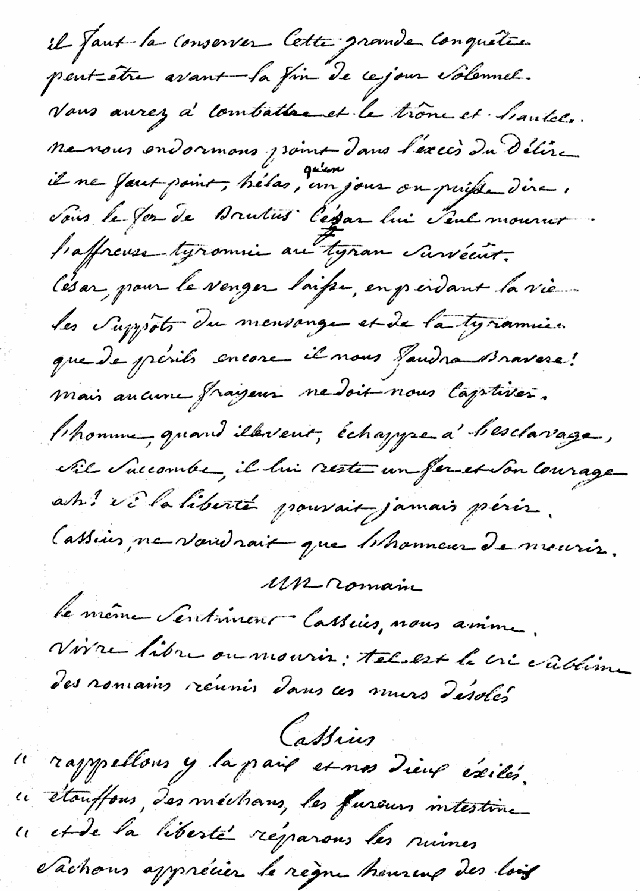 il faut la conserver Cette grande conquête
peut-être avant la fin de ce jour Solennel.
vous aurez à Combattre et le trône et l'autel.
ne nous endormons point dans l'excès du Délire
il ne faut point, hélas, qu'un jour on puisse dire,
Sous le fer de Brutus César lui Seul mourut
l'affreuse tyrannie au tyran Survécût.
César, pour le venger laisse, en perdant la vie
les Suppôts du mensonge et de la tyrannie.
que de périls encore il nous faudra Braver!
mais aucune frayeur ne doit nous Captiver.
l'homme, quand il le veut, échappe à l'esclavage,
s'il Succombe, il lui reste un fer et Son Courage
ah! Si la liberté pouvait jamais périr,
Cassius, ne voudrait que l'honneur de mourir.
un romain
le même Sentiment Cassius, nous anime,
vivre libre ou mourir: tel est le cri Sublime
des romains réunis dans ces murs désolés
Cassius
" rappellons y la paix et nos dieux éxilés.
" étouffons, des méchans, les fureurs intestine
" et de la liberté réparons les ruines
Sachons apprécier le règne heureux des lois